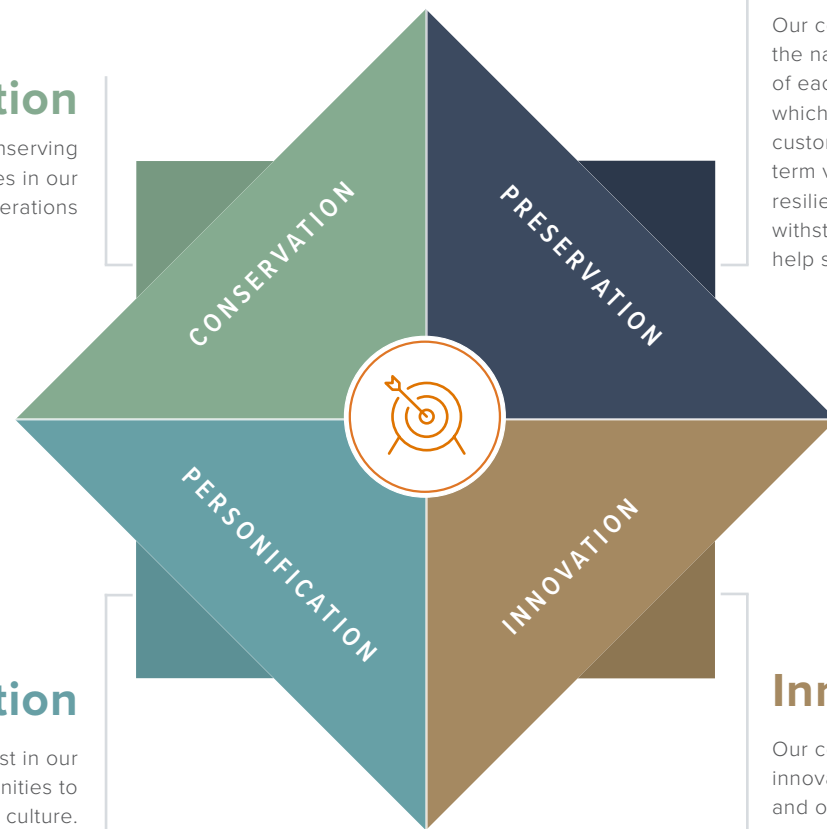 Our c
the na
of eac
which
custom
term v
resilie
withst
help s
tion
nserving
es in our
erations
CONSERVATION
PRESERVATION
PERSONIFICATION
INNOVATION
tion
st in our
nities to
culture.
Inn
Our c
innova
and o